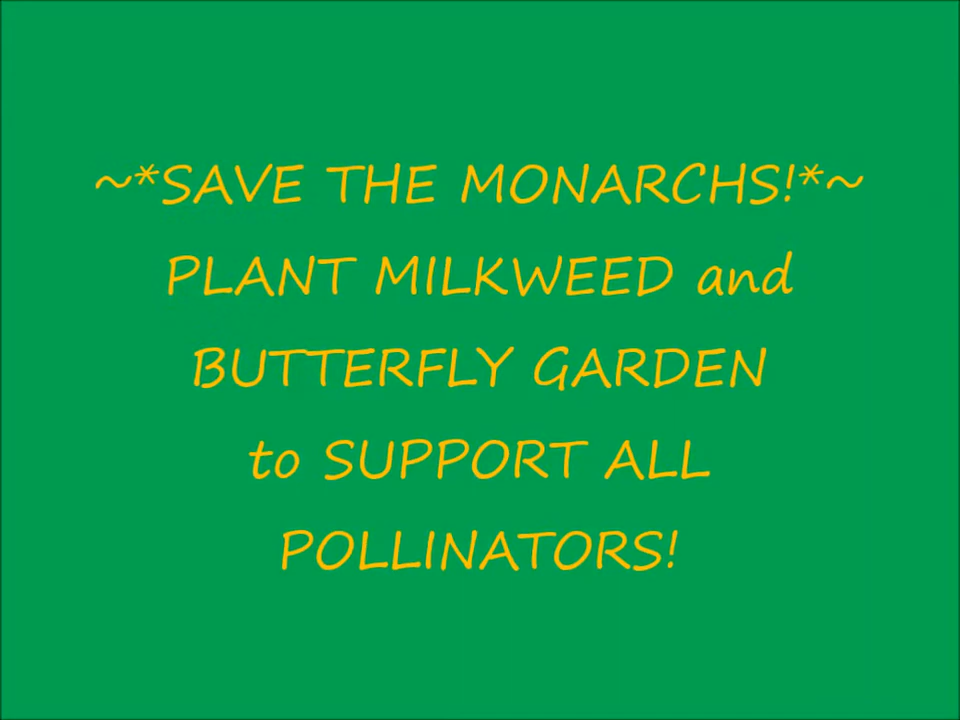 ~*SAVE THE MONARCHS!*~
PLANT MILKWEED and
BUTTERFLY GARDEN
to SUPPORT ALL
POLLINATORS!